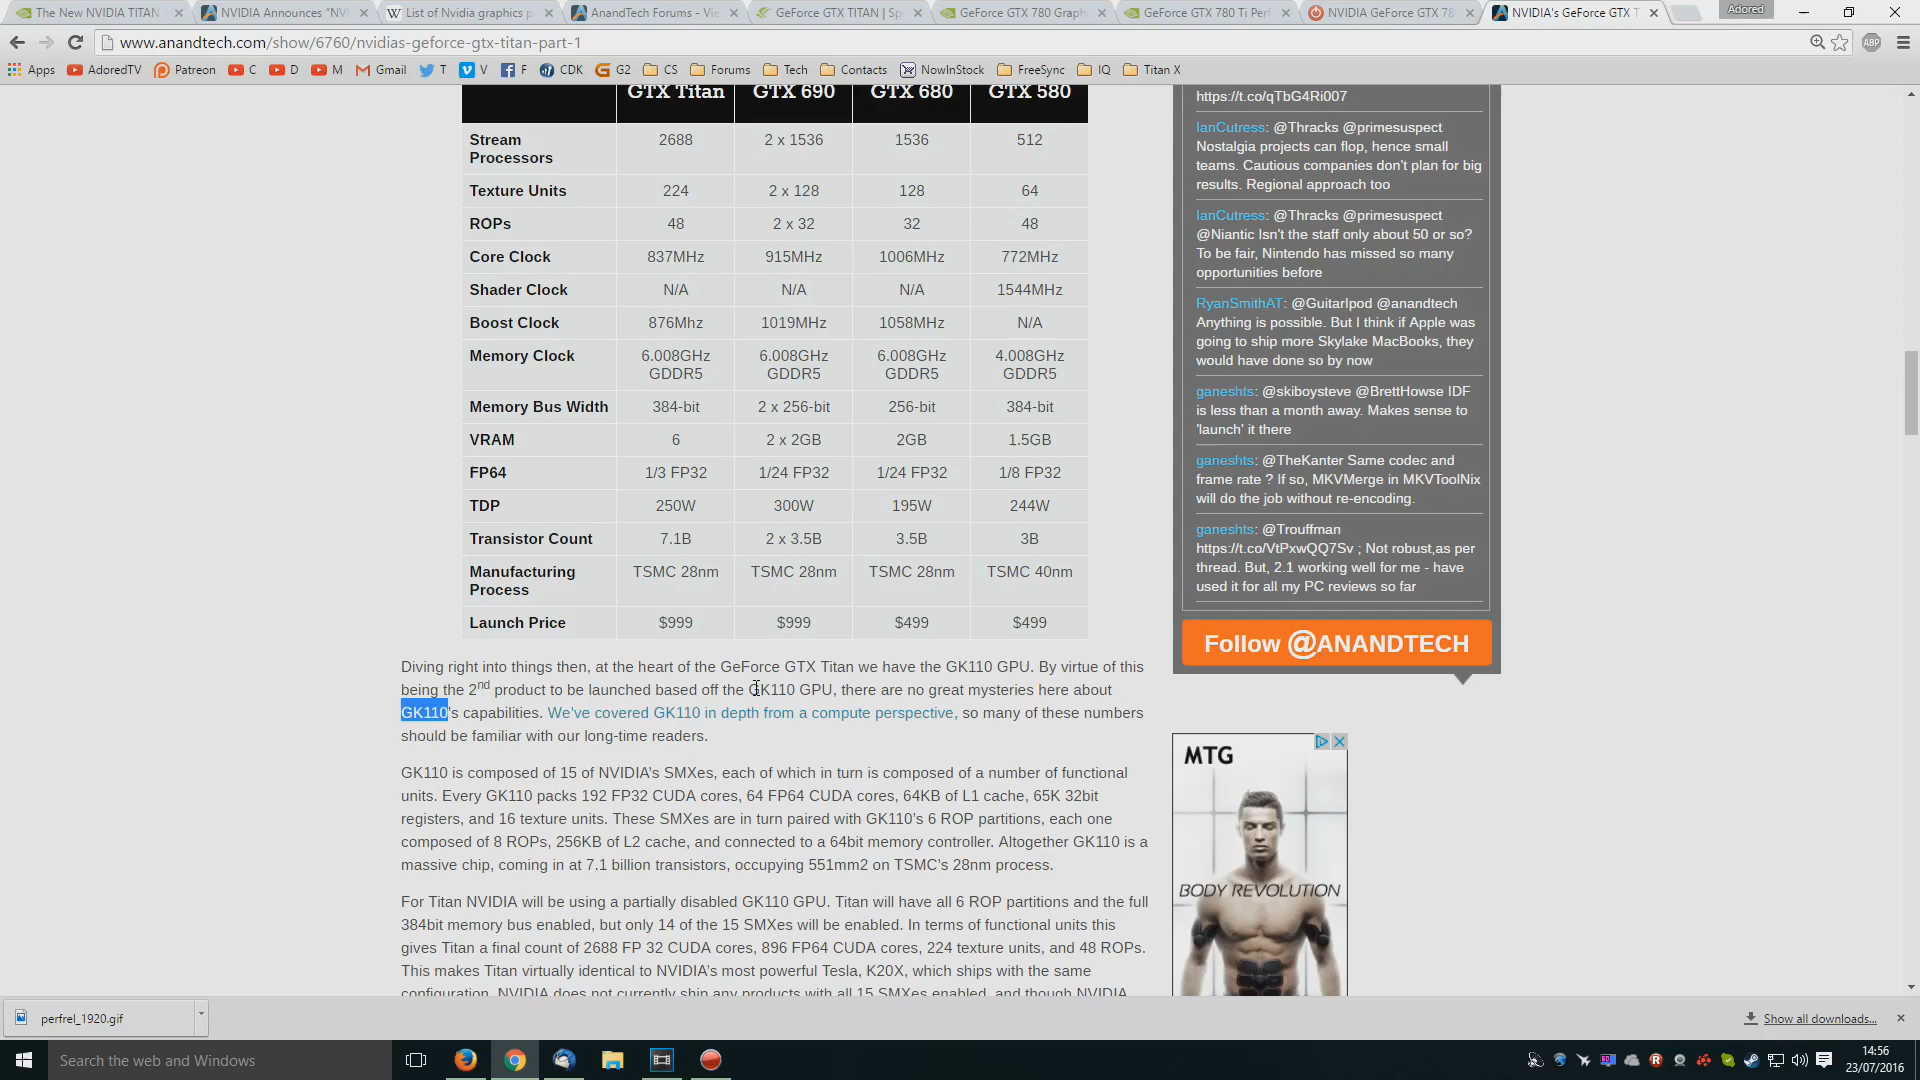 The New NVIDIA TITAN
NVIDIA Announces "NV
List of Nvidia graphics p
AnandTech Forums - Vie
GeForce GTX TITAN | Sp
GeForce GTX 780 Graph
GeForce GTX 780 Ti Perf
NVIDIA GeForce GTX 78
NVIDIA's GeForce GTX T
Adored
www.anandtech.com/show/6760/nvidias-geforce-gtx-titan-part-1
ABP
Apps AdoredTV Patreon C D M Gmail T V F CDK G2 CS Forums Tech Contacts NowInStock FreeSync IQ Titan X
GTX Titan GTX 690 GTX 680 GTX 580
Stream Processors 2688 2 x 1536 1536 512
Texture Units 224 2 x 128 128 64
ROPs 48 2 x 32 32 48
Core Clock 837MHz 915MHz 1006MHz 772MHz
Shader Clock N/A N/A N/A 1544MHz
Boost Clock 876Mhz 1019MHz 1058MHz N/A
Memory Clock 6.008GHz GDDR5 6.008GHz GDDR5 6.008GHz GDDR5 4.008GHz GDDR5
Memory Bus Width 384-bit 2 x 256-bit 256-bit 384-bit
VRAM 6 2 x 2GB 2GB 1.5GB
FP64 1/3 FP32 1/24 FP32 1/24 FP32 1/8 FP32
TDP 250W 300W 195W 244W
Transistor Count 7.1B 2 x 3.5B 3.5B 3B
Manufacturing Process TSMC 28nm TSMC 28nm TSMC 28nm TSMC 40nm
Launch Price $999 $999 $499 $499
Diving right into things then, at the heart of the GeForce GTX Titan we have the GK110 GPU. By virtue of this
being the 2nd product to be launched based off the GK110 GPU, there are no great mysteries here about
GK110's capabilities. We've covered GK110 in depth from a compute perspective, so many of these numbers
should be familiar with our long-time readers.
GK110 is composed of 15 of NVIDIA's SMXes, each of which in turn is composed of a number of functional
units. Every GK110 packs 192 FP32 CUDA cores, 64 FP64 CUDA cores, 64KB of L1 cache, 65K 32bit
registers, and 16 texture units. These SMXes are in turn paired with GK110's 6 ROP partitions, each one
composed of 8 ROPs, 256KB of L2 cache, and connected to a 64bit memory controller. Altogether GK110 is a
massive chip, coming in at 7.1 billion transistors, occupying 551mm2 on TSMC's 28nm process.
For Titan NVIDIA will be using a partially disabled GK110 GPU. Titan will have all 6 ROP partitions and the full
384bit memory bus enabled, but only 14 of the 15 SMXes will be enabled. In terms of functional units this
gives Titan a final count of 2688 FP 32 CUDA cores, 896 FP64 CUDA cores, 224 texture units, and 48 ROPs.
This makes Titan virtually identical to NVIDIA's most powerful Tesla, K20X, which ships with the same
configuration. NVIDIA does not currently ship any products with all 15 SMXes enabled, and though NVIDIA
https://t.co/qTbG4Ri007
IanCutress: @Thracks @primesuspect
Nostalgia projects can flop, hence small
teams. Cautious companies don't plan for big
results. Regional approach too
IanCutress: @Thracks @primesuspect
@Niantic Isn't the staff only about 50 or so?
To be fair, Nintendo has missed so many
opportunities before
RyanSmithAT: @GuitarIpod @anandtech
Anything is possible. But I think if Apple was
going to ship more Skylake MacBooks, they
would have done so by now
ganeshts: @skiboysteve @BrettHowse IDF
is less than a month away. Makes sense to
'launch' it there
ganeshts: @TheKanter Same codec and
frame rate ? If so, MKVMerge in MKVToolNix
will do the job without re-encoding.
ganeshts: @Trouffman
https://t.co/VtPxwQQ7Sv ; Not robust,as per
thread. But, 2.1 working well for me - have
used it for all my PC reviews so far
Follow @ANANDTECH
MTG
BODY REVOLUTION
perfrel_1920.gif
Show all downloads...
Search the web and Windows
14:56
23/07/2016